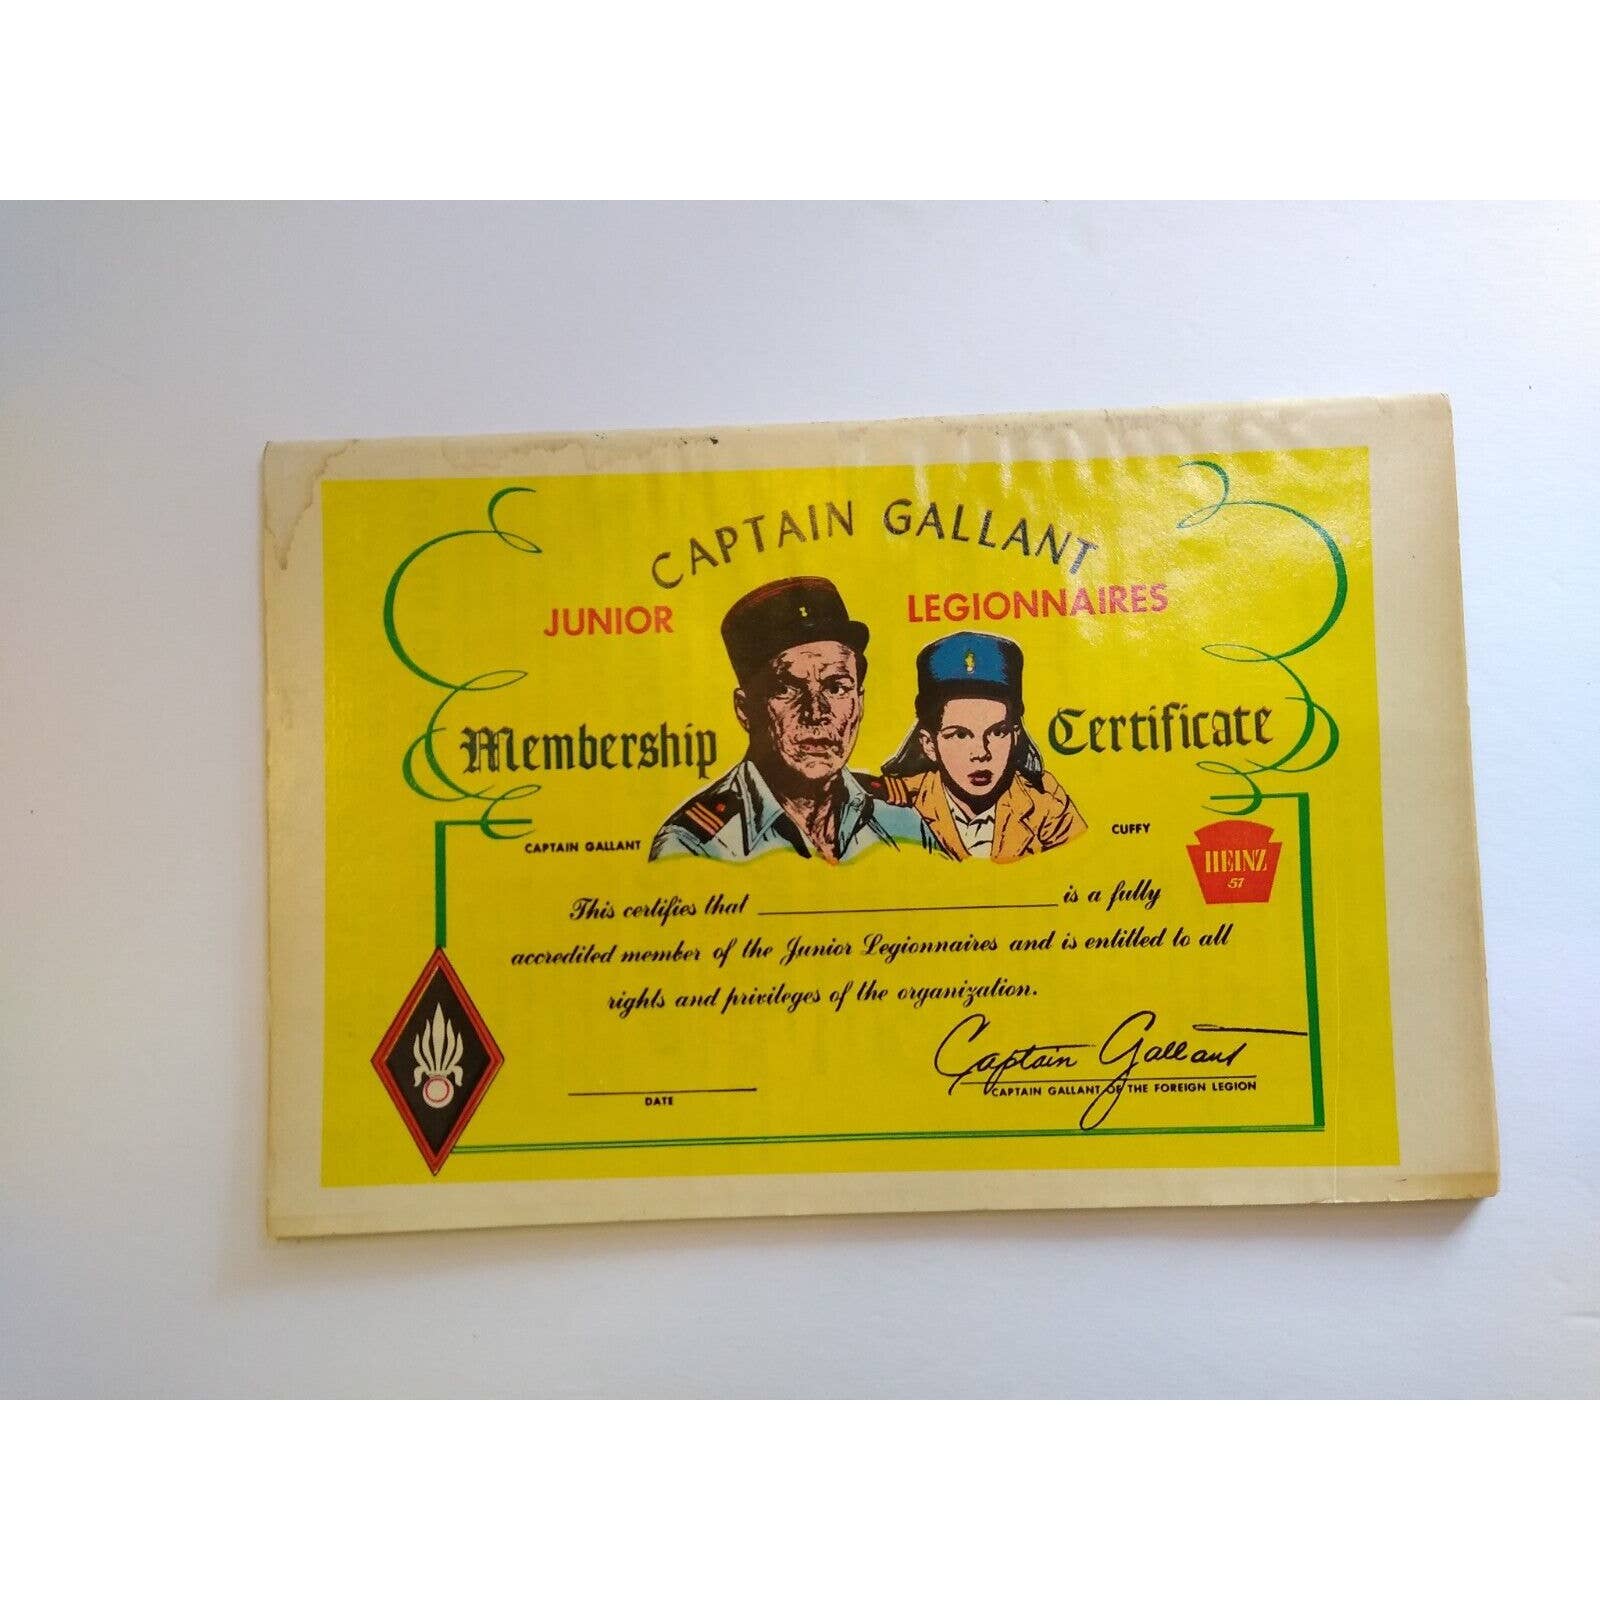 CAPTAIN GALLANT
JUNIOR LEGIONNAIRES
Membership Certificate
CAPTAIN GALLANT
CUFFY
HEINZ
57
This certifies that ____________ is a fully
accredited member of the Junior Legionnaires and is entitled to all
rights and privileges of the organization.
Captain Gallant
CAPTAIN GALLANT OF THE FOREIGN LEGION
DATE